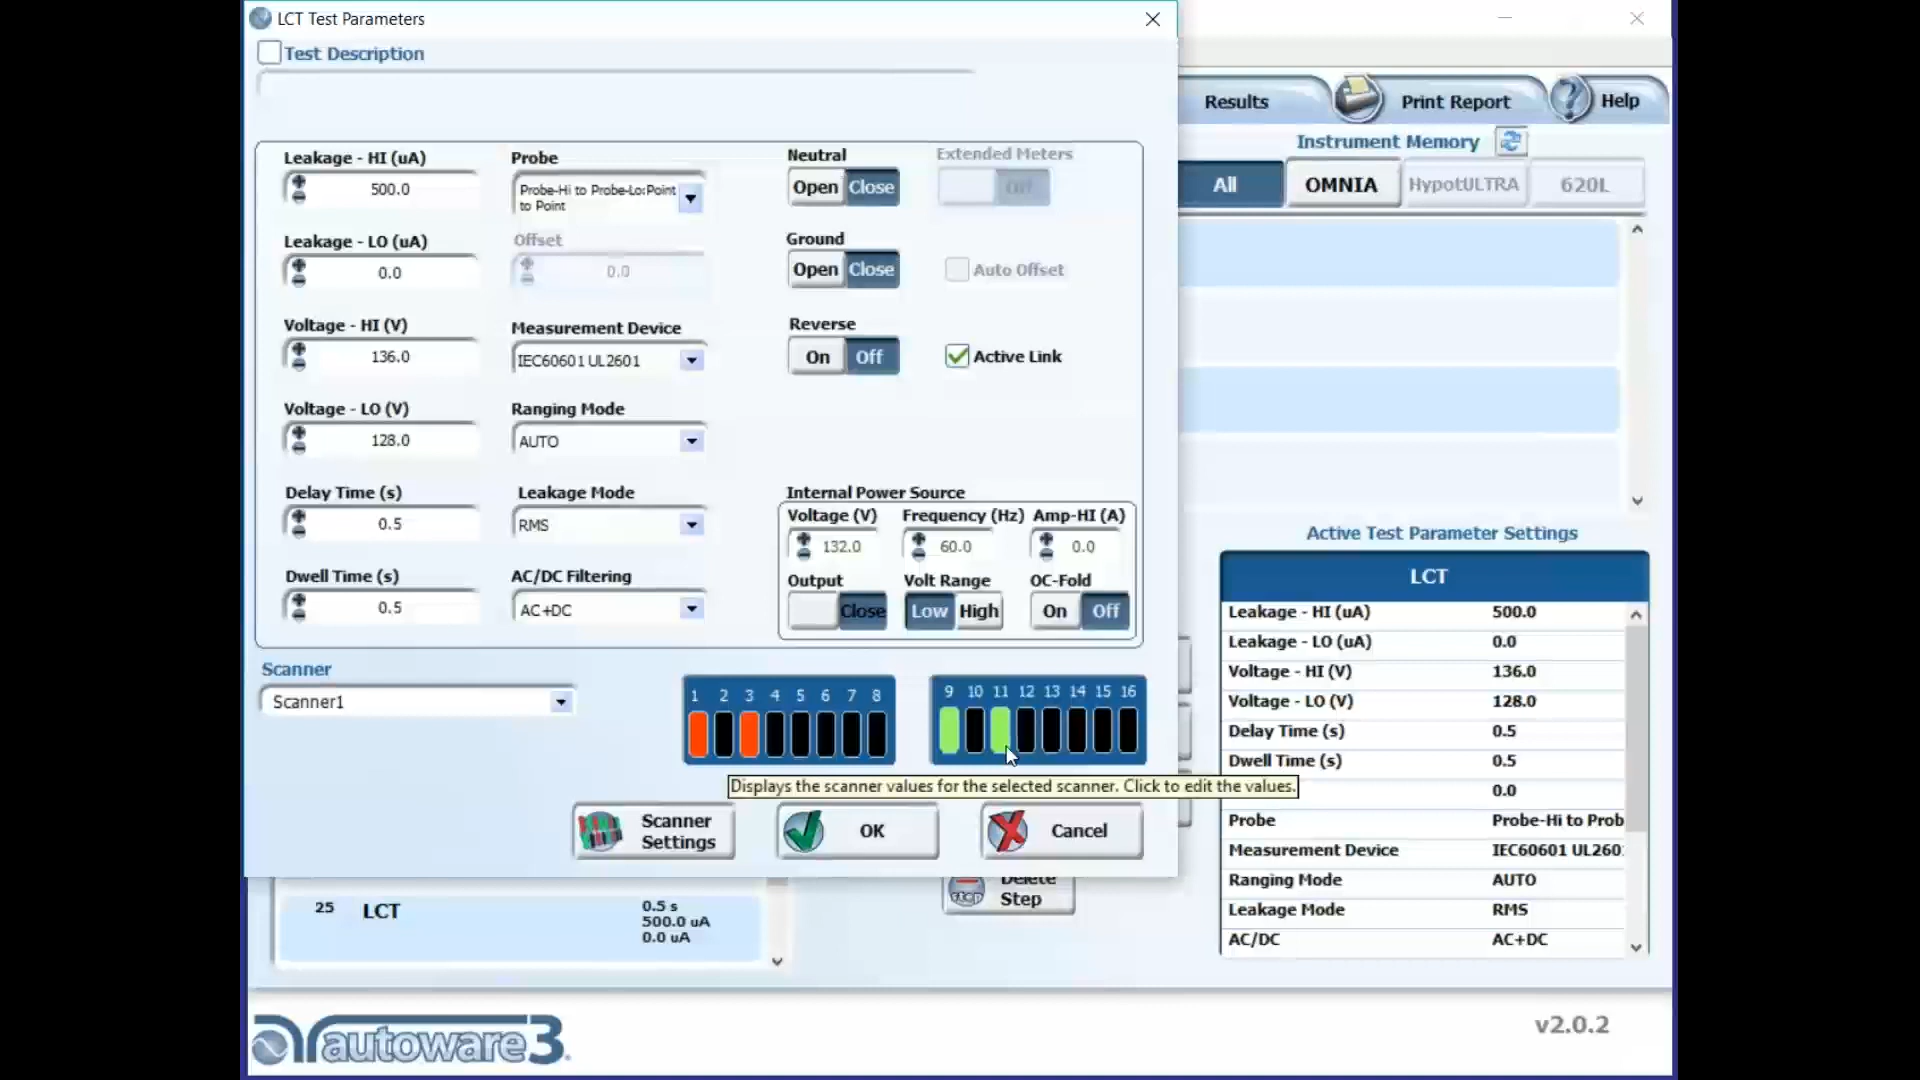 LCT Test Parameters
Test Description
Results
Print Report
Help
Instrument Memory
All
OMNIA
HypotULTRA
620L
Leakage - HI (uA)
500.0
Leakage - LO (uA)
0.0
Voltage - HI (V)
136.0
Voltage - LO (V)
128.0
Delay Time (s)
0.5
Dwell Time (s)
0.5
Probe
Probe-Hi to Probe-Lo:Point
to Point
Offset
0.0
Measurement Device
IEC60601 UL2601
Ranging Mode
AUTO
Leakage Mode
RMS
AC/DC Filtering
AC+DC
Neutral
Open Close
Ground
Open Close
Reverse
On Off
Extended Meters
Off
Auto Offset
Active Link
Internal Power Source
Voltage (V) Frequency (Hz) Amp-HI (A)
132.0 60.0 0.0
Output Volt Range OC-Fold
Close Low High On Off
Scanner
Scanner1
1 2 3 4 5 6 7 8
9 10 11 12 13 14 15 16
Displays the scanner values for the selected scanner. Click to edit the values.
Scanner
Settings
OK
Cancel
Delete
Step
STOP
25 LCT 0.5 s
500.0 uA
0.0 uA
Active Test Parameter Settings
LCT
Leakage - HI (uA) 500.0
Leakage - LO (uA) 0.0
Voltage - HI (V) 136.0
Voltage - LO (V) 128.0
Delay Time (s) 0.5
Dwell Time (s) 0.5
0.0
Probe Probe-Hi to Prob
Measurement Device IEC60601 UL260
Ranging Mode AUTO
Leakage Mode RMS
AC/DC AC+DC
autoware3
v2.0.2